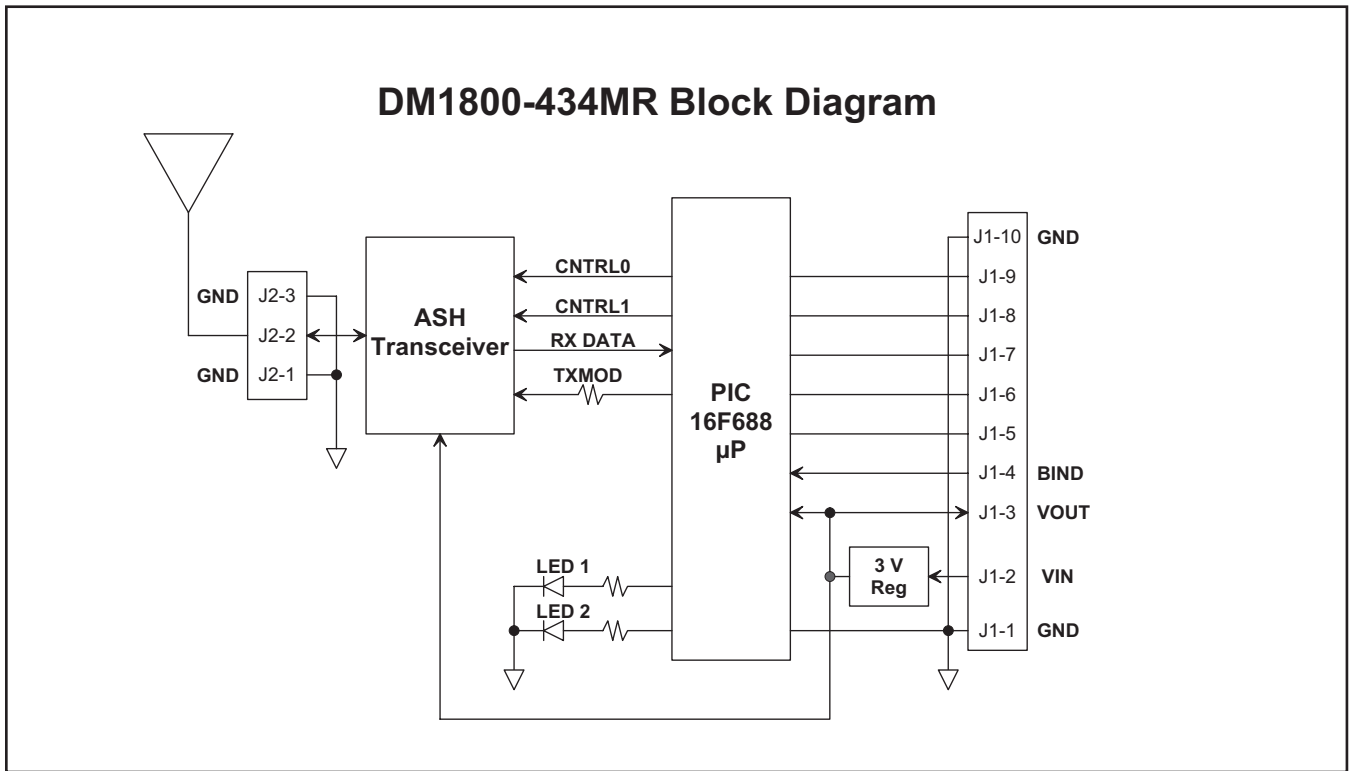 DM1800-434MR Block Diagram
GND
J2-3
J2-2
GND
J2-1
ASH
Transceiver
CNTRL0
CNTRL1
RX DATA
TXMOD
LED 1
LED 2
PIC
16F688
µP
3 V
Reg
J1-10
GND
J1-9
J1-8
J1-7
J1-6
J1-5
J1-4
BIND
J1-3
VOUT
J1-2
VIN
J1-1
GND